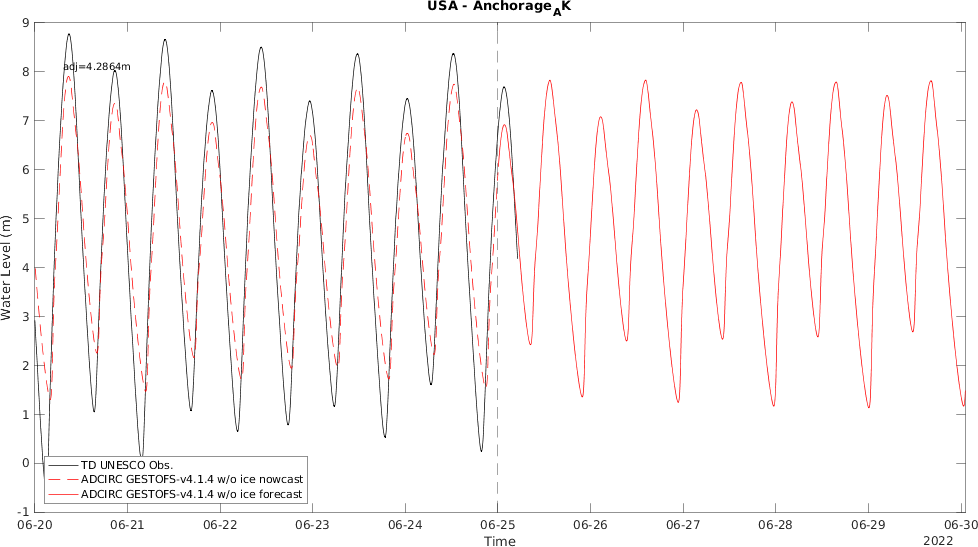 USA - Anchorage_AK
9
8
7
6
5
4
3
2
1
0
-1
Water Level (m)
adj=4.2864m
TD UNESCO Obs.
ADCIRC GESTOFS-v4.1.4 w/o ice nowcast
ADCIRC GESTOFS-v4.1.4 w/o ice forecast
06-20 06-21 06-22 06-23 06-24 06-25 06-26 06-27 06-28 06-29 06-30
Time
2022